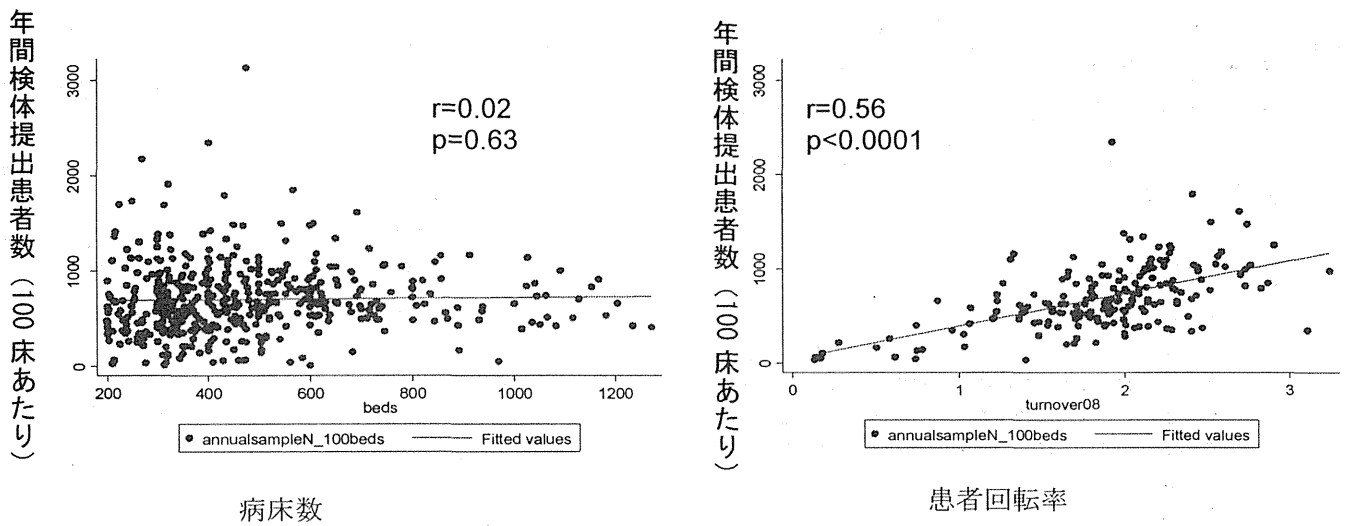 年間検体提出患者数（100床あたり）
3000
2000
1000
0
r=0.02
p=0.63
200 400 600 800 1000 1200
beds
annualsampleN_100beds Fitted values
病床数
年間検体提出患者数（100床あたり）
3000
2000
1000
0
r=0.56
p<0.0001
0 1 2 3
turnover08
annualsampleN_100beds Fitted values
患者回転率